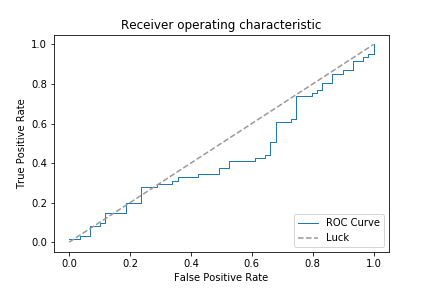 Receiver operating characteristic
True Positive Rate
1.0
0.8
0.6
0.4
0.2
0.0
ROC Curve
Luck
0.0 0.2 0.4 0.6 0.8 1.0
False Positive Rate